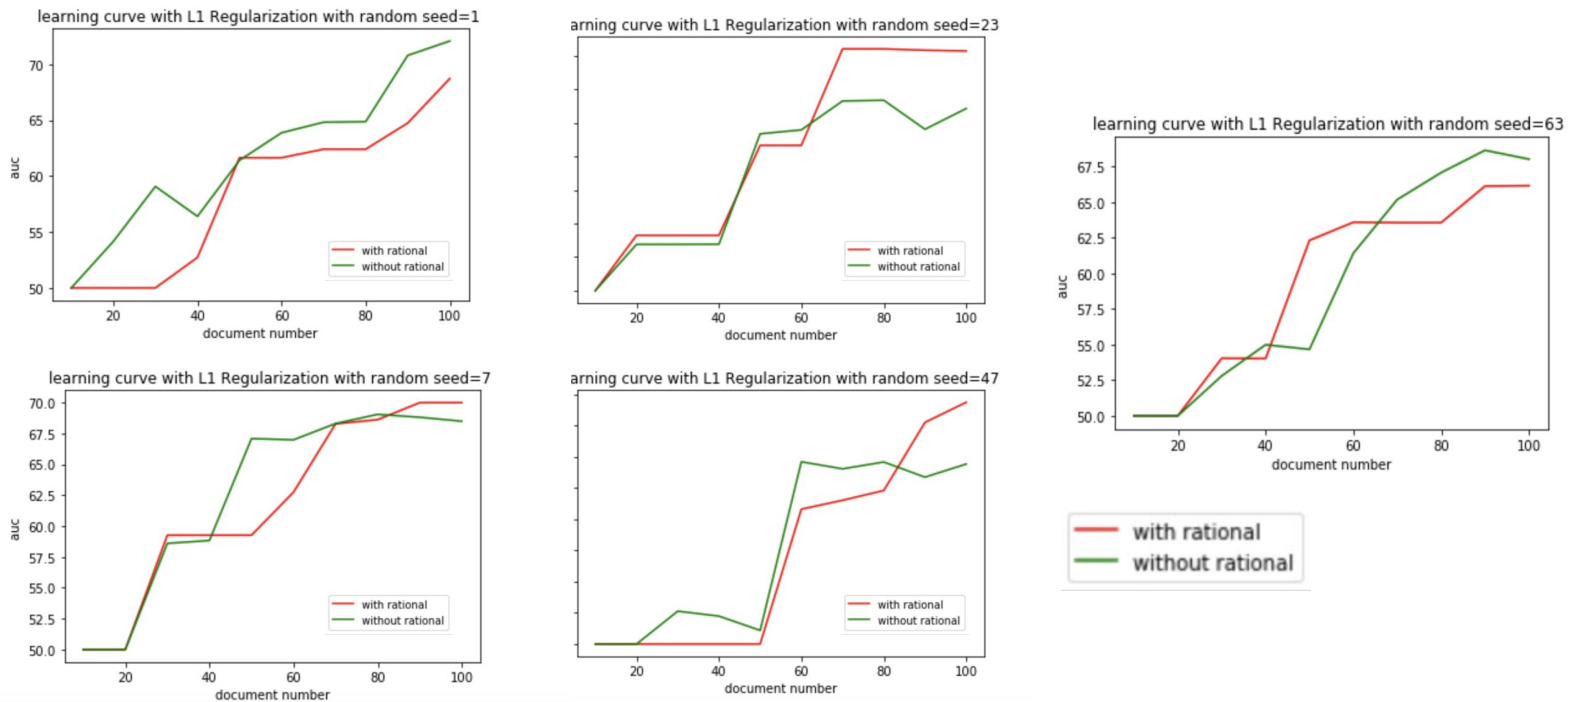 learning curve with L1 Regularization with random seed=1
70
65
60
55
50
auc
20 40 60 80 100
document number
with rational
without rational
arning curve with L1 Regularization with random seed=23
20 40 60 80 100
document number
with rational
without rational
learning curve with L1 Regularization with random seed=63
67.5
65.0
62.5
60.0
57.5
55.0
52.5
50.0
auc
20 40 60 80 100
document number
learning curve with L1 Regularization with random seed=7
70.0
67.5
65.0
62.5
60.0
57.5
55.0
52.5
50.0
auc
20 40 60 80 100
document number
with rational
without rational
arning curve with L1 Regularization with random seed=47
20 40 60 80 100
document number
with rational
without rational
with rational
without rational